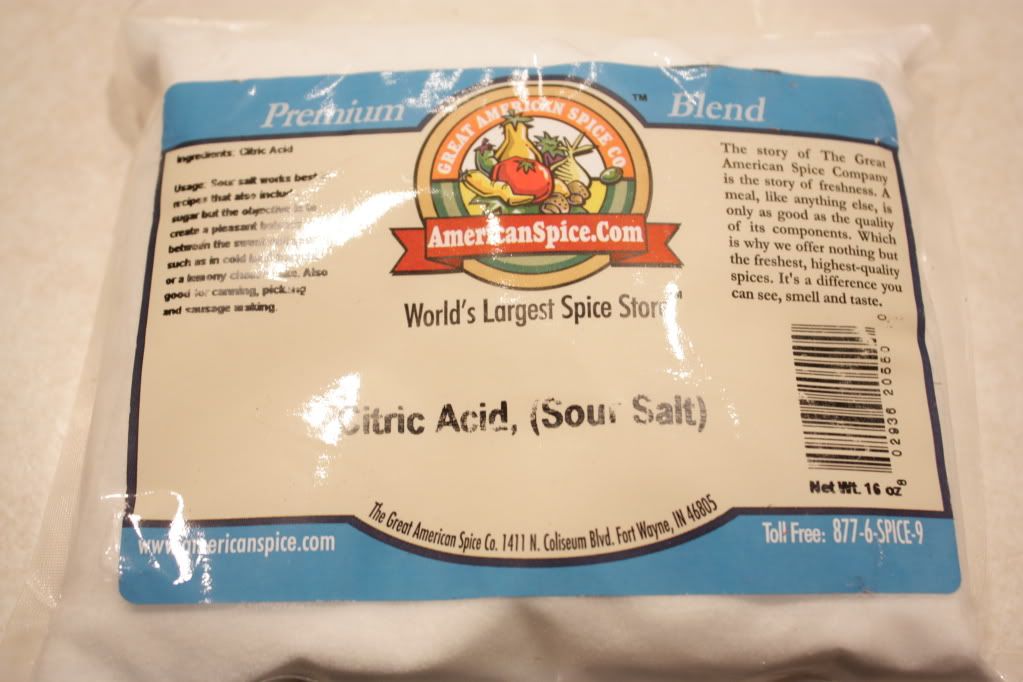 Premium
Blend
TM
GREAT AMERICAN SPICE CO
AmericanSpice.Com
World's Largest Spice Store
Ingredients: Citric Acid
Usage: Sour salt works best
recipes that also includ
sugar but the objective is to
create a pleasant
between the
such as in cold
or a lemony Also
good for canning, pickling
and sausage making.
The story of The Great
American Spice Company
is the story of freshness. A
meal, like anything else, is
only as good as the quality
of its components. Which
is why we offer nothing but
the freshest, highest-quality
spices. It's a difference you
can see, smell and taste.
Citric Acid, (Sour Salt)
Net Wt. 16 oz
The Great American Spice Co. 1411 N. Coliseum Blvd. Fort Wayne, IN 46805
www.americanspice.com
Toll Free: 877-6-SPICE-9